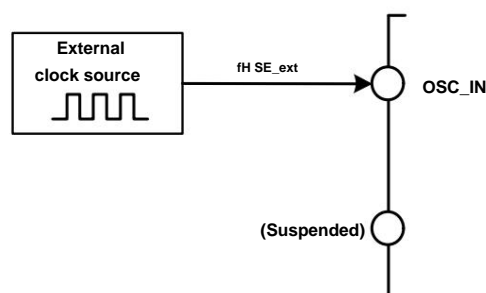 External
clock source
fH SE_ext
OSC_IN
(Suspended)